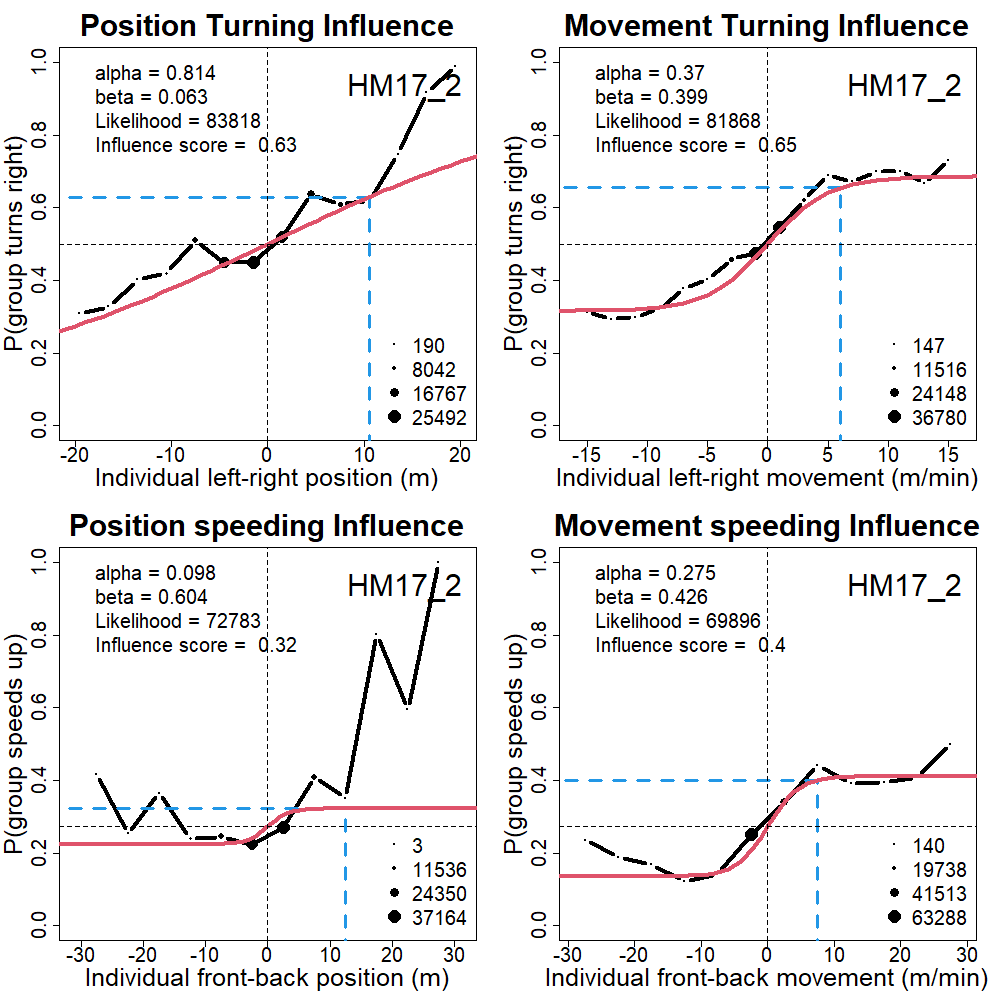 Position Turning Influence
alpha = 0.814
beta = 0.063
Likelihood = 83818
Influence score =  0.63
HM17_2
P(group turns right)
0.0
0.2
0.4
0.6
0.8
1.0
190
8042
16767
25492
-20
-10
0
10
20
Individual left-right position (m)
Movement Turning Influence
alpha = 0.37
beta = 0.399
Likelihood = 81868
Influence score =  0.65
HM17_2
P(group turns right)
0.0
0.2
0.4
0.6
0.8
1.0
147
11516
24148
36780
-15
-10
-5
0
5
10
15
Individual left-right movement (m/min)
Position speeding Influence
alpha = 0.098
beta = 0.604
Likelihood = 72783
Influence score =  0.32
HM17_2
P(group speeds up)
0.0
0.2
0.4
0.6
0.8
1.0
3
11536
24350
37164
-30
-20
-10
0
10
20
30
Individual front-back position (m)
Movement speeding Influence
alpha = 0.275
beta = 0.426
Likelihood = 69896
Influence score =  0.4
HM17_2
P(group speeds up)
0.0
0.2
0.4
0.6
0.8
1.0
140
19738
41513
63288
-30
-20
-10
0
10
20
30
Individual front-back movement (m/min)